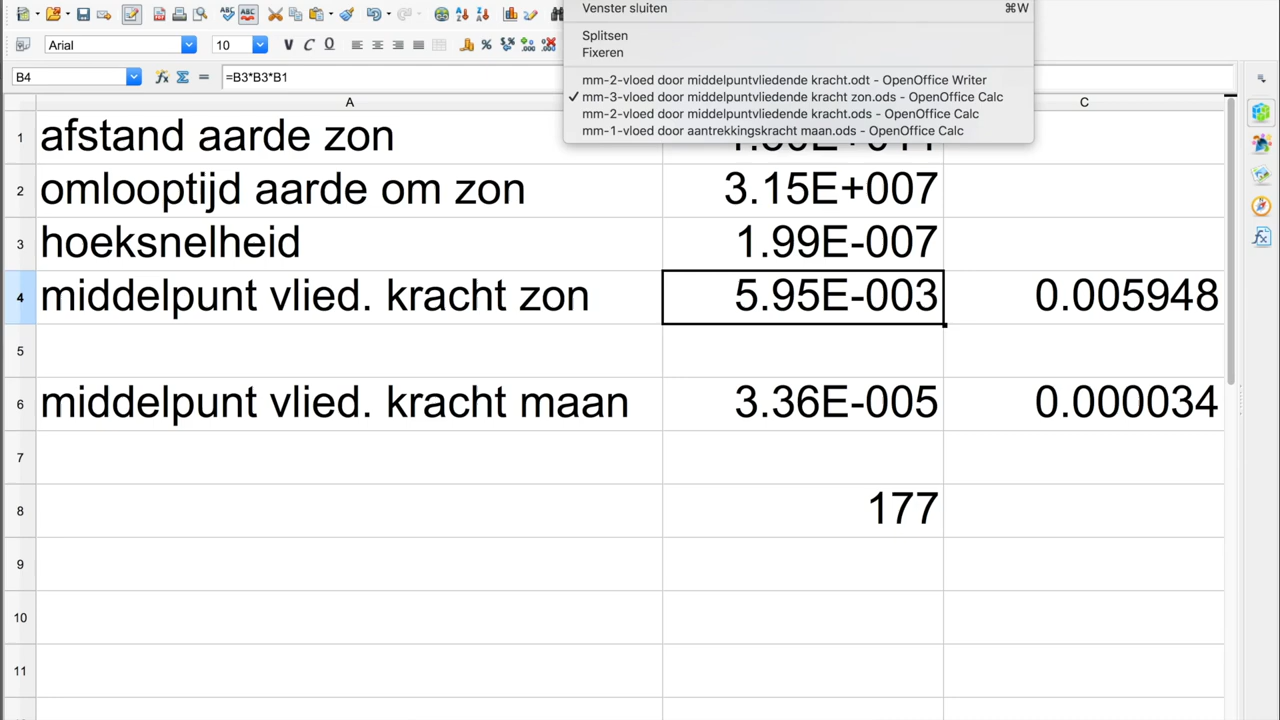 Venster sluiten ⌘W
Splitsen
Fixeren
mm-2-vloed door middelpuntvliedende kracht.odt - OpenOffice Writer
✓ mm-3-vloed door middelpuntvliedende kracht zon.ods - OpenOffice Calc
mm-2-vloed door middelpuntvliedende kracht.ods - OpenOffice Calc
mm-1-vloed door aantrekkingskracht maan.ods - OpenOffice Calc
Arial 10
B4 =B3*B3*B1
A C
1 afstand aarde zon
2 omlooptijd aarde om zon 3.15E+007
3 hoeksnelheid 1.99E-007
4 middelpunt vlied. kracht zon 5.95E-003 0.005948
5
6 middelpunt vlied. kracht maan 3.36E-005 0.000034
7
8 177
9
10
11